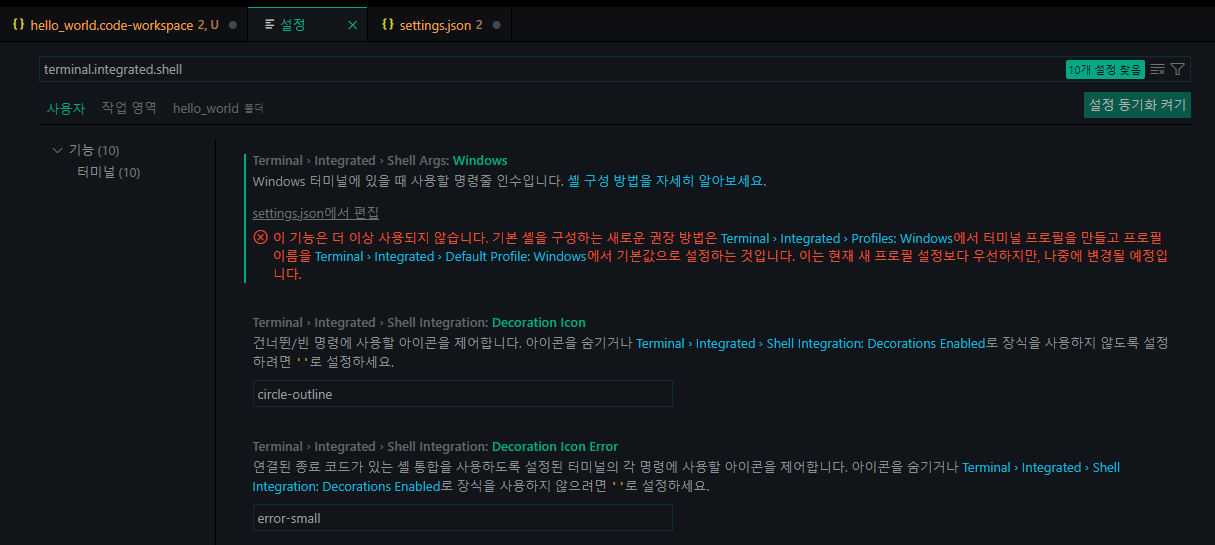 {} hello_world.code-workspace 2, U
설정
{} settings.json 2
terminal.integrated.shell
10개 설정 찾음
사용자 작업 영역 hello_world 폴더
설정 동기화 켜기
기능 (10)
터미널 (10)
Terminal › Integrated › Shell Args: Windows
Windows 터미널에 있을 때 사용할 명령줄 인수입니다. 셸 구성 방법을 자세히 알아보세요.
settings.json에서 편집
이 기능은 더 이상 사용되지 않습니다. 기본 셸을 구성하는 새로운 권장 방법은 Terminal › Integrated › Profiles: Windows에서 터미널 프로필을 만들고 프로필
이름을 Terminal › Integrated › Default Profile: Windows에서 기본값으로 설정하는 것입니다. 이는 현재 새 프로필 설정보다 우선하지만, 나중에 변경될 예정입
니다.
Terminal › Integrated › Shell Integration: Decoration Icon
건너뛴/빈 명령에 사용할 아이콘을 제어합니다. 아이콘을 숨기거나 Terminal › Integrated › Shell Integration: Decorations Enabled로 장식을 사용하지 않도록 설정
하려면 ''로 설정하세요.
circle-outline
Terminal › Integrated › Shell Integration: Decoration Icon Error
연결된 종료 코드가 있는 셸 통합을 사용하도록 설정된 터미널의 각 명령에 사용할 아이콘을 제어합니다. 아이콘을 숨기거나 Terminal › Integrated › Shell
Integration: Decorations Enabled로 장식을 사용하지 않으려면 ''로 설정하세요.
error-small